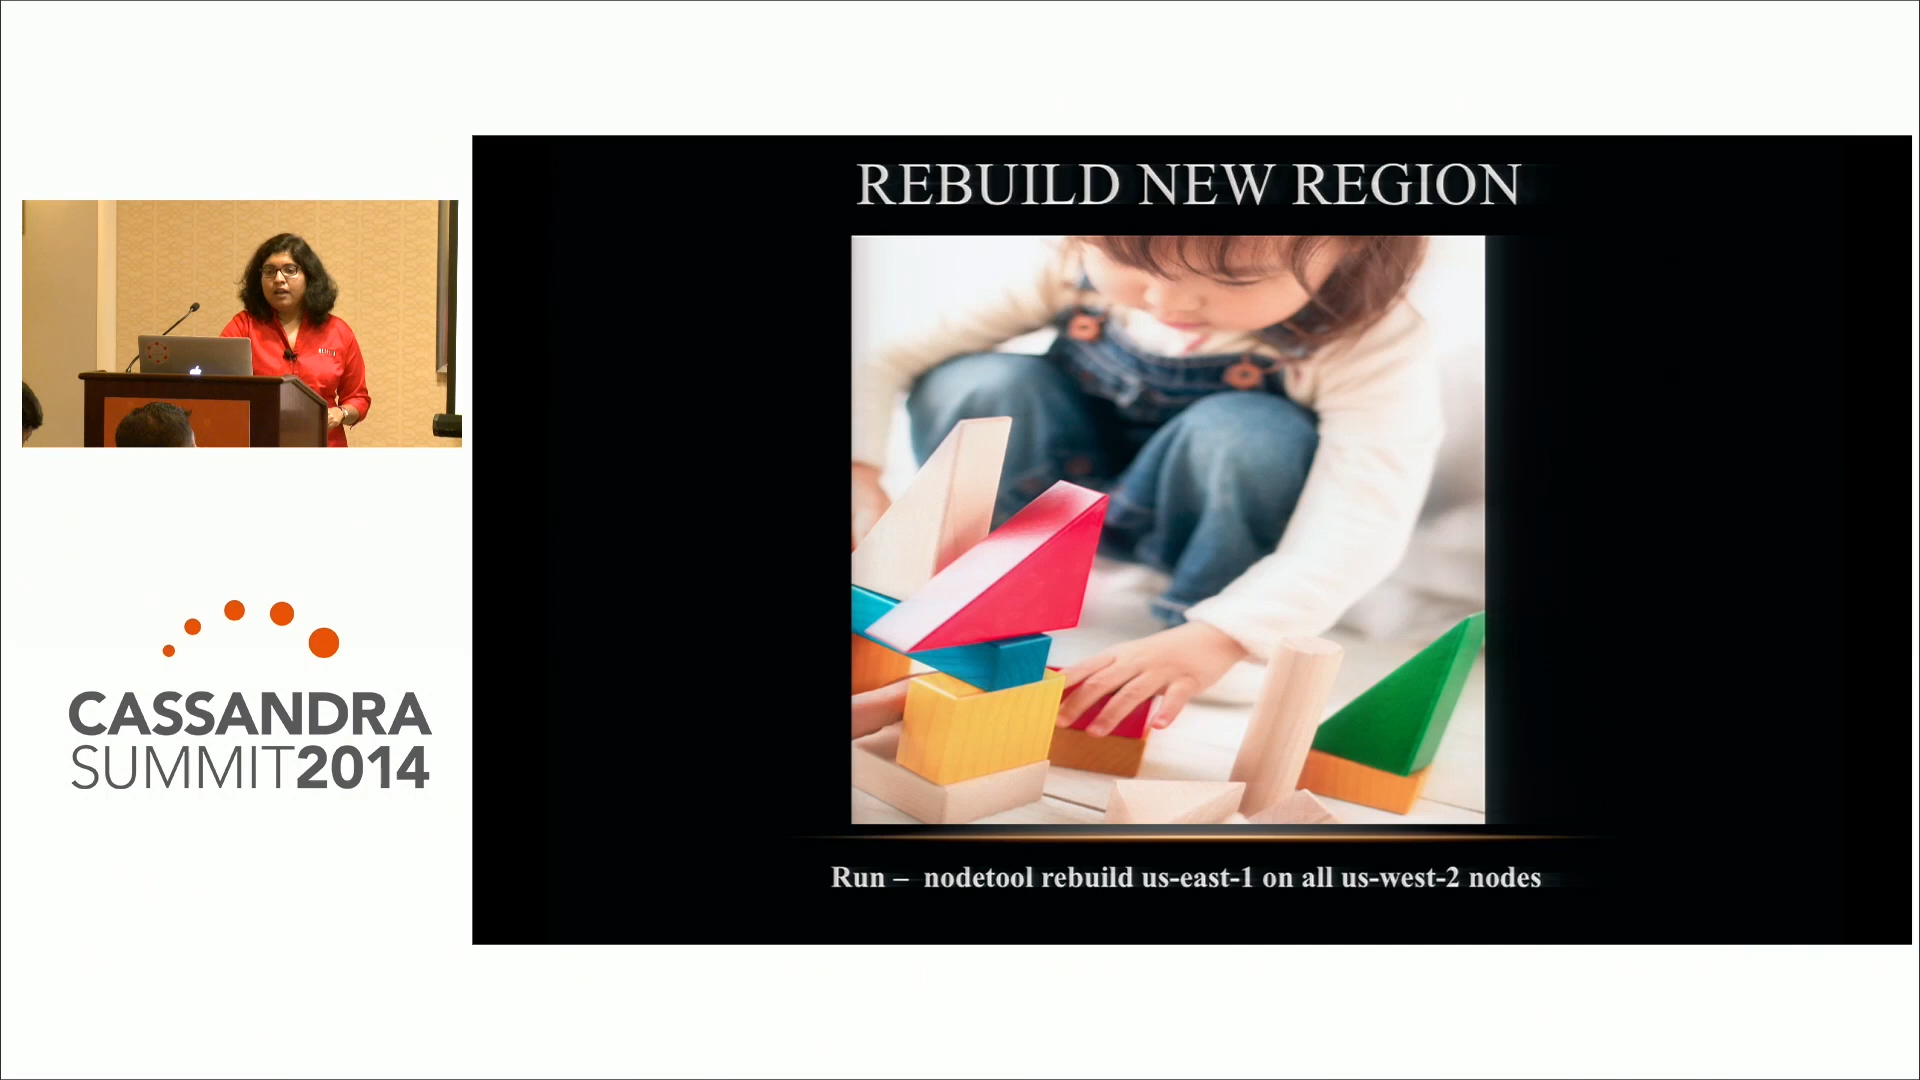 REBUILD NEW REGION
Run – nodetool rebuild us-east-1 on all us-west-2 nodes
CASSANDRA
SUMMIT2014